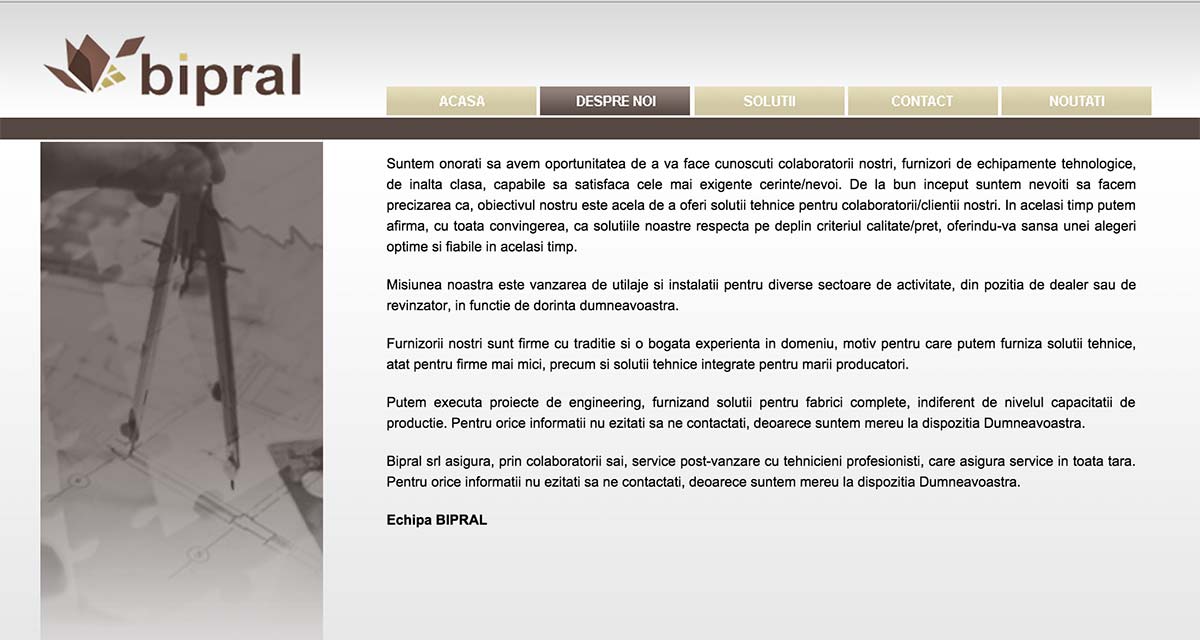 bipral
ACASA DESPRE NOI SOLUTII CONTACT NOUTATI
Suntem onorati sa avem oportunitatea de a va face cunoscuti colaboratorii nostri, furnizori de echipamente tehnologice,
de inalta clasa, capabile sa satisfaca cele mai exigente cerinte/nevoi. De la bun inceput suntem nevoiti sa facem
precizarea ca, obiectivul nostru este acela de a oferi solutii tehnice pentru colaboratorii/clientii nostri. In acelasi timp putem
afirma, cu toata convingerea, ca solutiile noastre respecta pe deplin criteriul calitate/pret, oferindu-va sansa unei alegeri
optime si fiabile in acelasi timp.
Misiunea noastra este vanzarea de utilaje si instalatii pentru diverse sectoare de activitate, din pozitia de dealer sau de
revinzator, in functie de dorinta dumneavoastra.
Furnizorii nostri sunt firme cu traditie si o bogata experienta in domeniu, motiv pentru care putem furniza solutii tehnice,
atat pentru firme mai mici, precum si solutii tehnice integrate pentru marii producatori.
Putem executa proiecte de engineering, furnizand solutii pentru fabrici complete, indiferent de nivelul capacitatii de
productie. Pentru orice informatii nu ezitati sa ne contactati, deoarece suntem mereu la dispozitia Dumneavoastra.
Bipral srl asigura, prin colaboratorii sai, service post-vanzare cu tehnicieni profesionisti, care asigura service in toata tara.
Pentru orice informatii nu ezitati sa ne contactati, deoarece suntem mereu la dispozitia Dumneavoastra.
Echipa BIPRAL